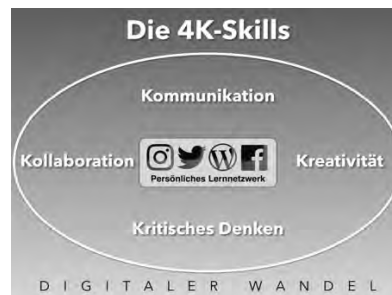 Die 4K-Skills
Kommunikation
Kollaboration
Kreativität
Persönliches Lernnetzwerk
Kritisches Denken
DIGITALER WANDEL